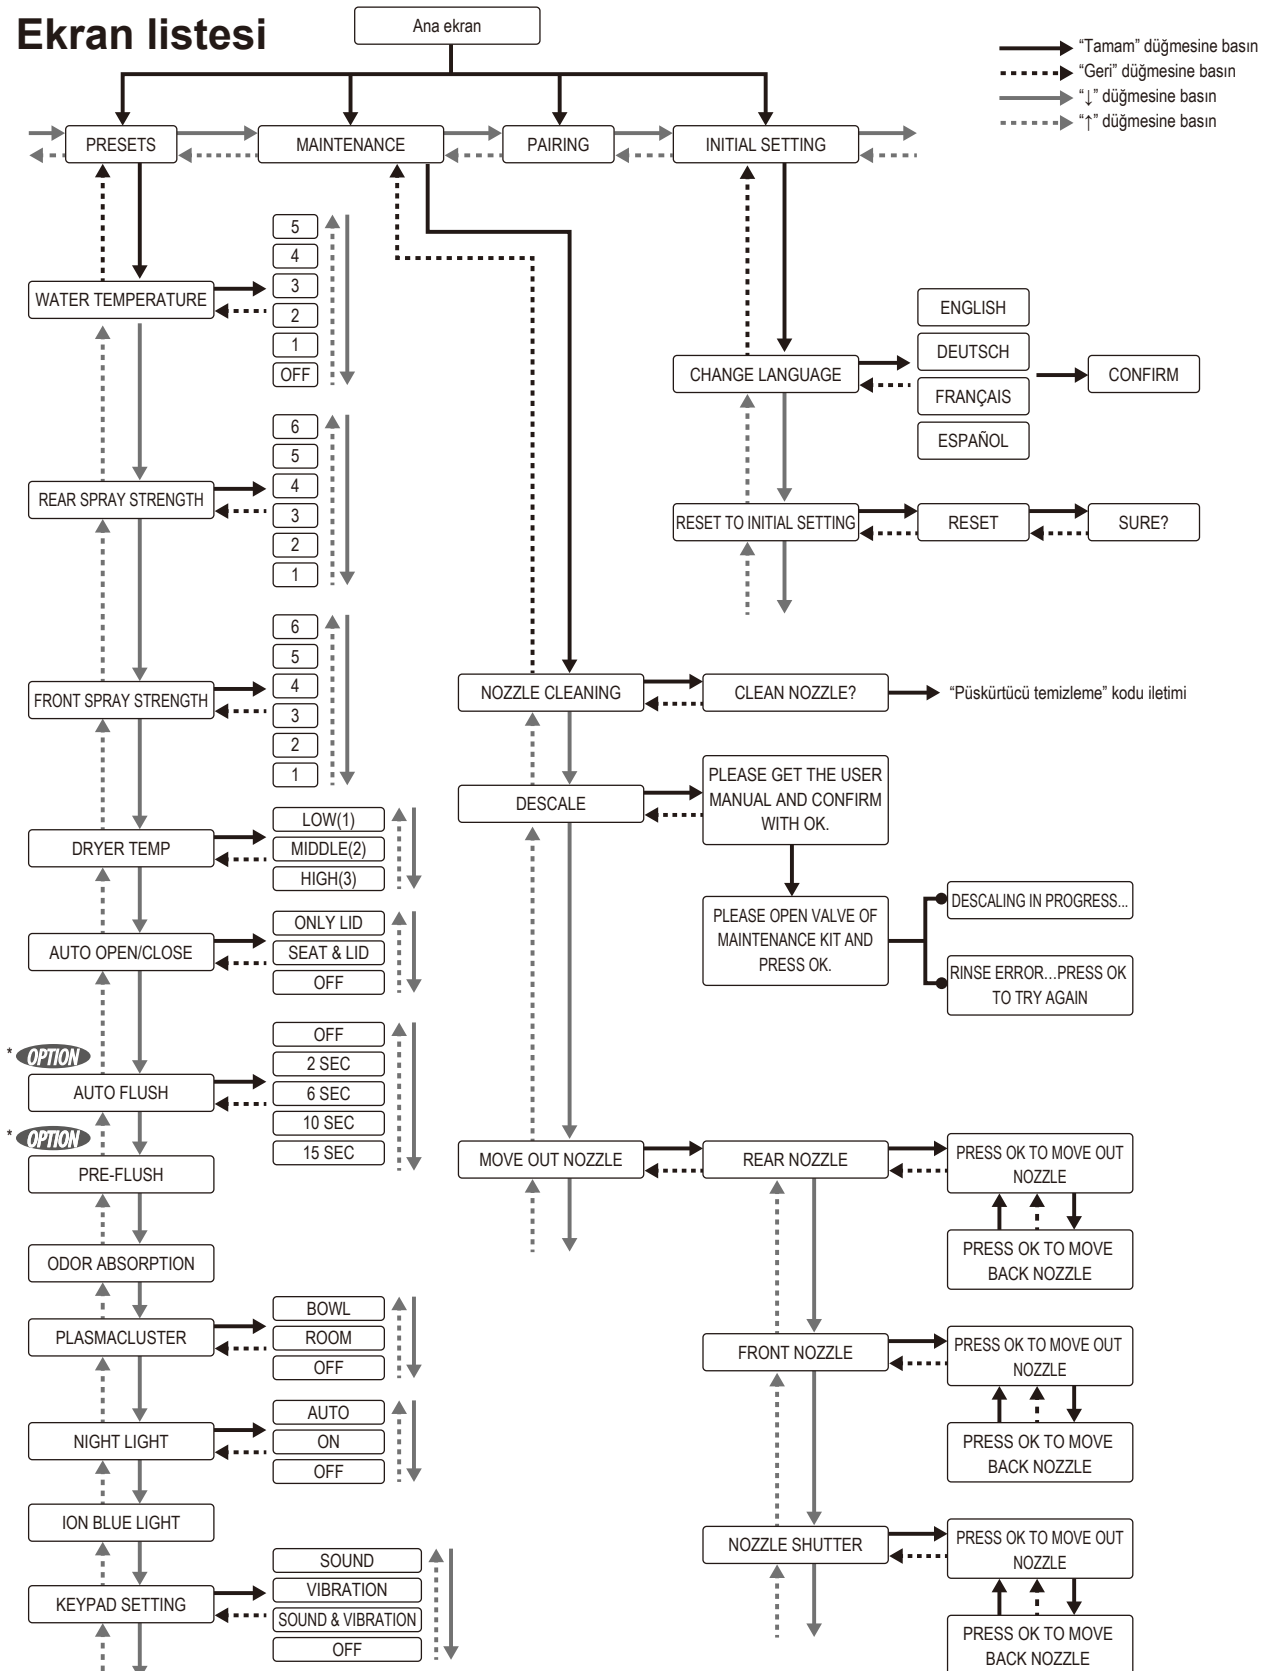 Ekran listesi
Ana ekran
“Tamam” düğmesine basın
“Geri” düğmesine basın
“↓” düğmesine basın
“↑” düğmesine basın
PRESETS
MAINTENANCE
PAIRING
INITIAL SETTING
WATER TEMPERATURE
5
4
3
2
1
OFF
REAR SPRAY STRENGTH
6
5
4
3
2
1
FRONT SPRAY STRENGTH
6
5
4
3
2
1
DRYER TEMP
LOW(1)
MIDDLE(2)
HIGH(3)
AUTO OPEN/CLOSE
ONLY LID
SEAT & LID
OFF
* OPTION
AUTO FLUSH
OFF
2 SEC
6 SEC
10 SEC
15 SEC
* OPTION
PRE-FLUSH
ODOR ABSORPTION
PLASMACLUSTER
BOWL
ROOM
OFF
NIGHT LIGHT
AUTO
ON
OFF
ION BLUE LIGHT
KEYPAD SETTING
SOUND
VIBRATION
SOUND & VIBRATION
OFF
NOZZLE CLEANING
CLEAN NOZZLE?
“Püskürtücü temizleme” kodu iletimi
DESCALE
PLEASE GET THE USER
MANUAL AND CONFIRM
WITH OK.
PLEASE OPEN VALVE OF
MAINTENANCE KIT AND
PRESS OK.
DESCALING IN PROGRESS...
RINSE ERROR...PRESS OK
TO TRY AGAIN
MOVE OUT NOZZLE
REAR NOZZLE
PRESS OK TO MOVE OUT
NOZZLE
PRESS OK TO MOVE
BACK NOZZLE
FRONT NOZZLE
PRESS OK TO MOVE OUT
NOZZLE
PRESS OK TO MOVE
BACK NOZZLE
NOZZLE SHUTTER
PRESS OK TO MOVE OUT
NOZZLE
PRESS OK TO MOVE
BACK NOZZLE
CHANGE LANGUAGE
ENGLISH
DEUTSCH
FRANÇAIS
ESPAÑOL
CONFIRM
RESET TO INITIAL SETTING
RESET
SURE?